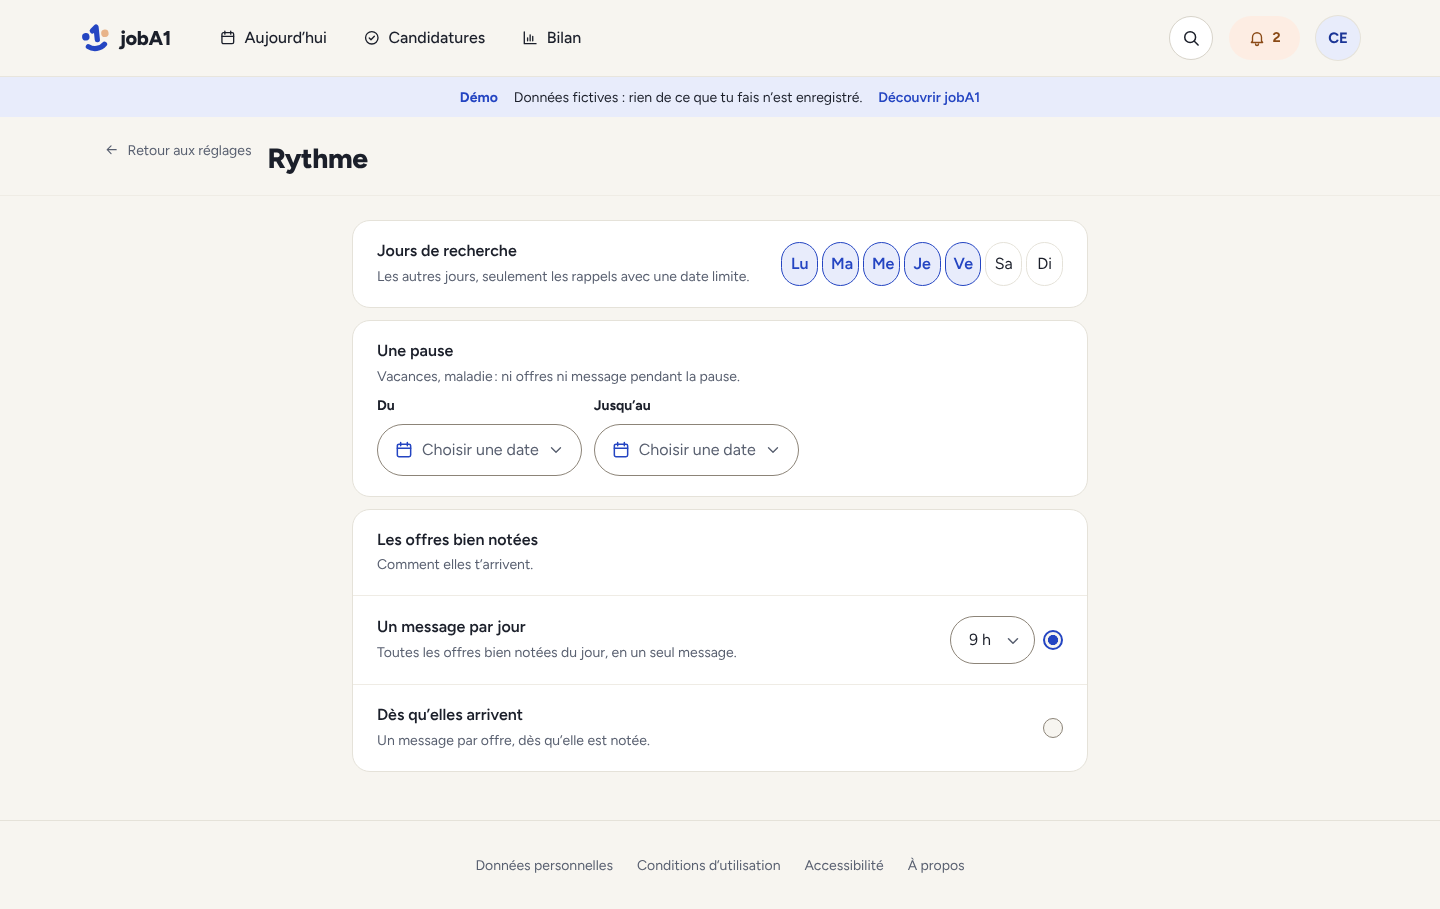 jobA1
Aujourd’hui
Candidatures
Bilan
2
CE
Démo Données fictives : rien de ce que tu fais n’est enregistré. Découvrir jobA1
Retour aux réglages
Rythme
Jours de recherche
Les autres jours, seulement les rappels avec une date limite.
Lu Ma Me Je Ve Sa Di
Une pause
Vacances, maladie : ni offres ni message pendant la pause.
Du
Jusqu’au
Choisir une date
Choisir une date
Les offres bien notées
Comment elles t’arrivent.
Un message par jour
Toutes les offres bien notées du jour, en un seul message.
9 h
Dès qu’elles arrivent
Un message par offre, dès qu’elle est notée.
Données personnelles
Conditions d’utilisation
Accessibilité
À propos